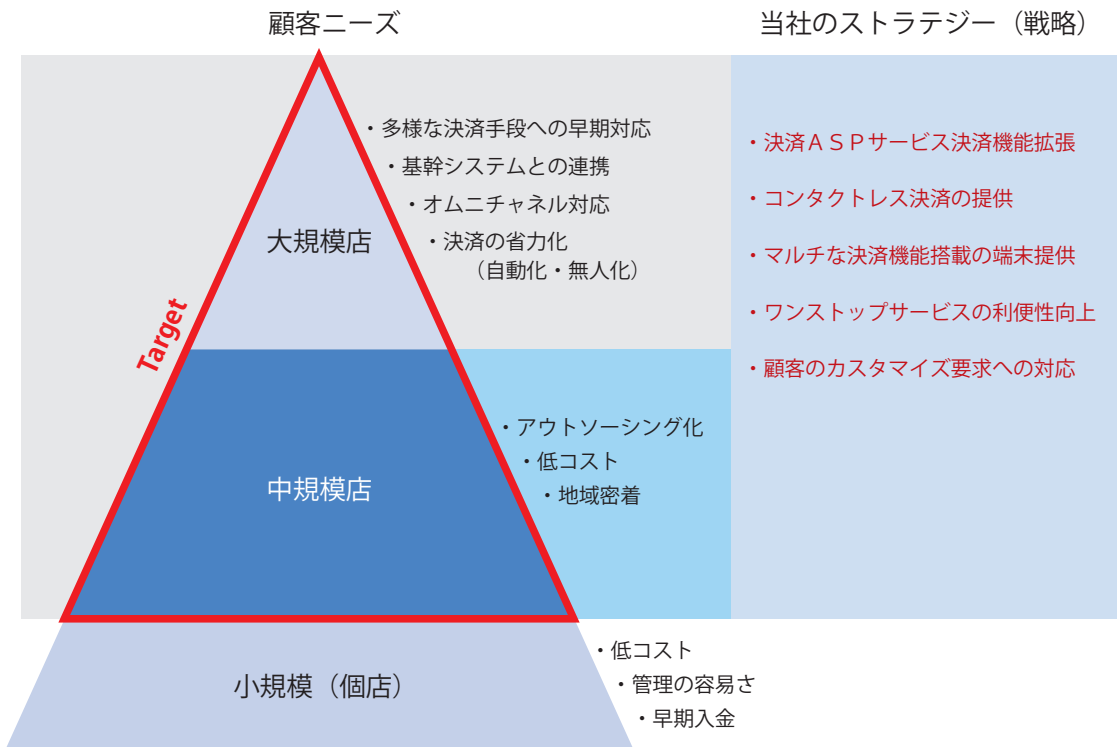 顧客ニーズ
当社のストラテジー（戦略）
・多様な決済手段への早期対応
・基幹システムとの連携
・オムニチャネル対応
・決済の省力化
（自動化・無人化）
大規模店
Target
・決済ＡＳＰサービス決済機能拡張
・コンタクトレス決済の提供
・マルチな決済機能搭載の端末提供
・ワンストップサービスの利便性向上
・顧客のカスタマイズ要求への対応
・アウトソーシング化
・低コスト
・地域密着
中規模店
小規模（個店）
・低コスト
・管理の容易さ
・早期入金